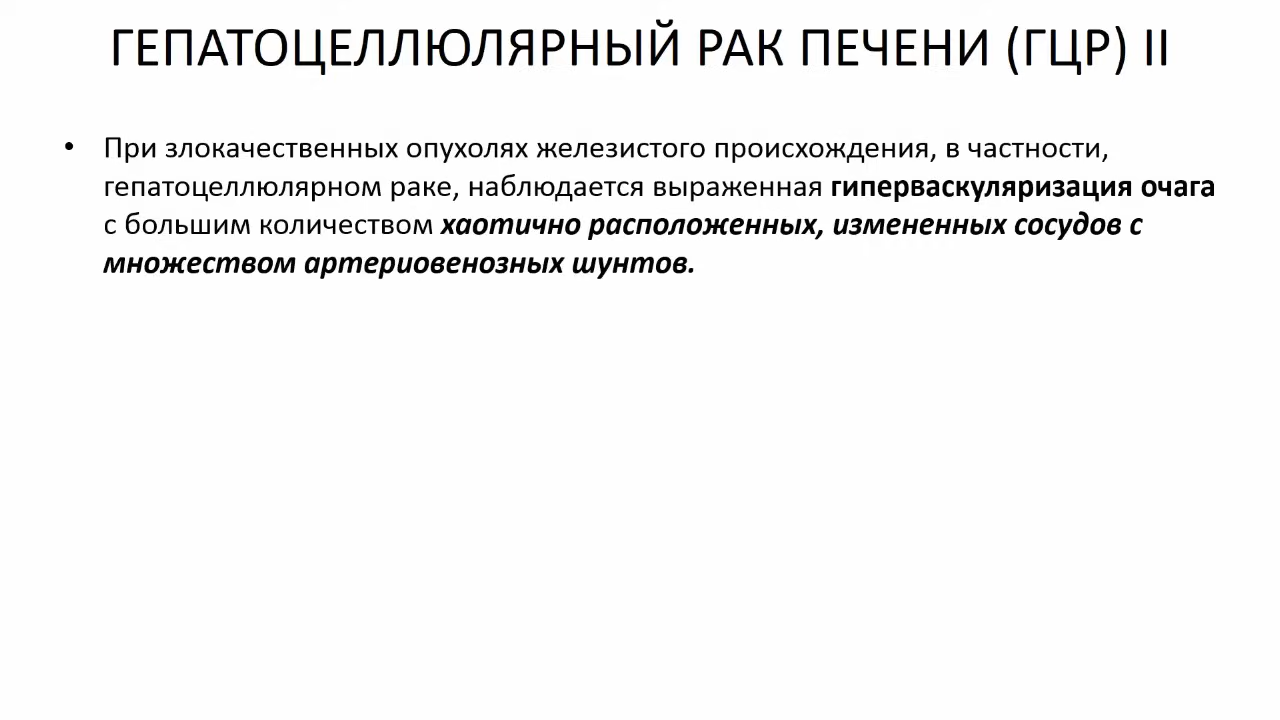 ГЕПАТОЦЕЛЛЮЛЯРНЫЙ РАК ПЕЧЕНИ (ГЦР) II
• При злокачественных опухолях железистого происхождения, в частности,
гепатоцеллюлярном раке, наблюдается выраженная гиперваскуляризация очага
с большим количеством хаотично расположенных, измененных сосудов с
множеством артериовенозных шунтов.